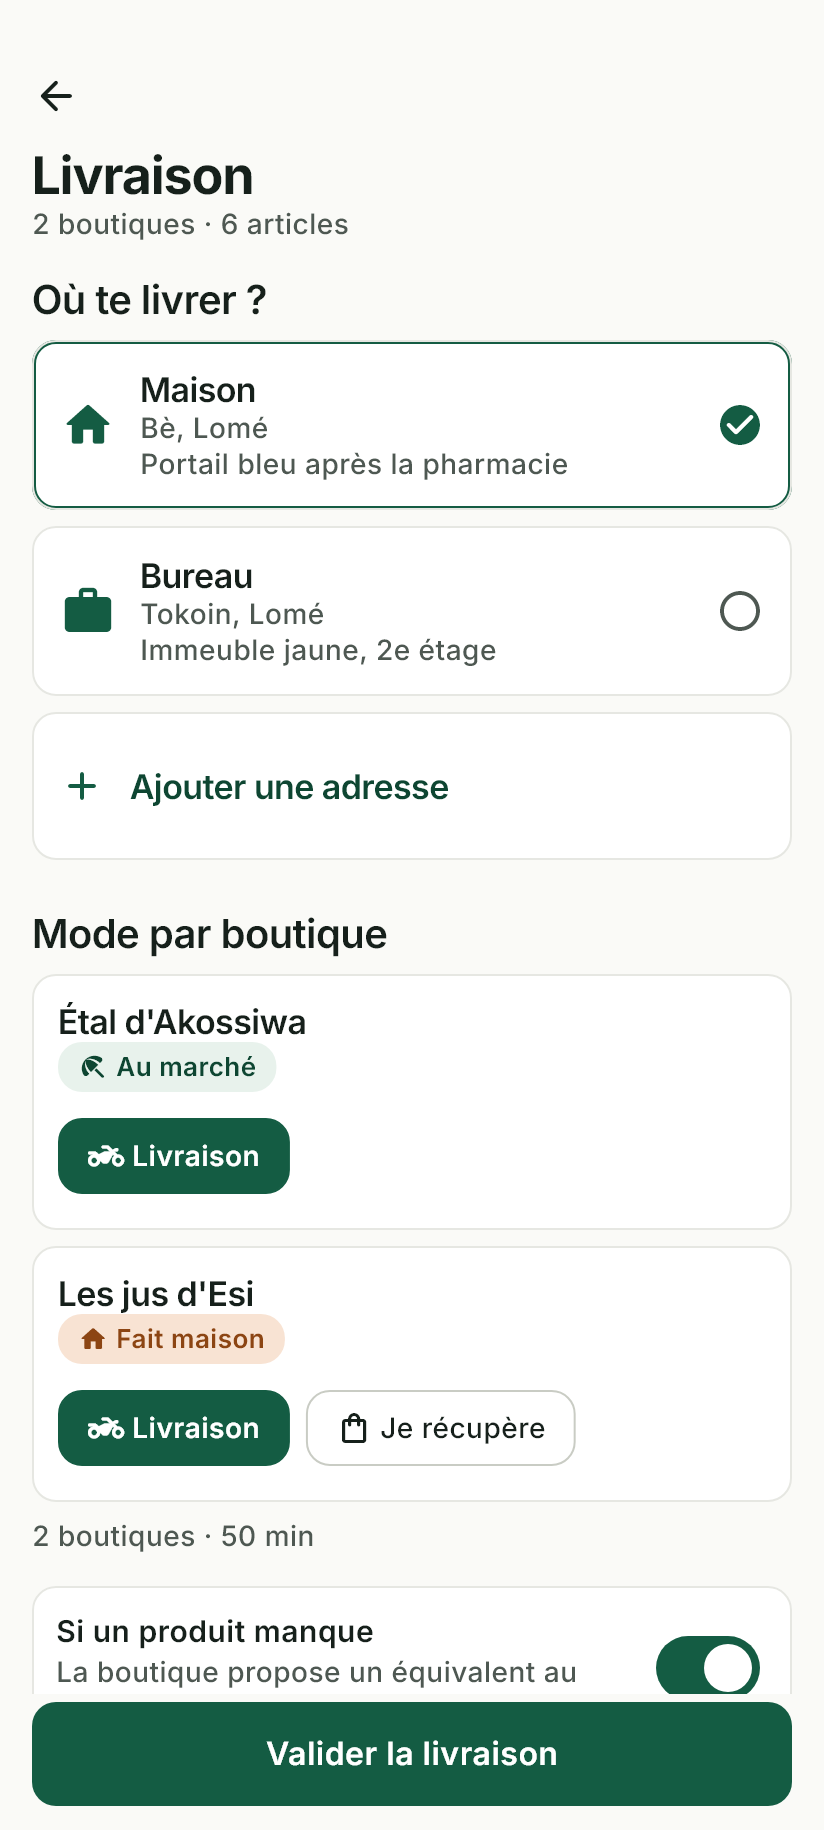 Livraison
2 boutiques · 6 articles
Où te livrer ?
Maison
Bè, Lomé
Portail bleu après la pharmacie
Bureau
Tokoin, Lomé
Immeuble jaune, 2e étage
Ajouter une adresse
Mode par boutique
Étal d'Akossiwa
Au marché
Livraison
Les jus d'Esi
Fait maison
Livraison
Je récupère
2 boutiques · 50 min
Si un produit manque
La boutique propose un équivalent au
Valider la livraison